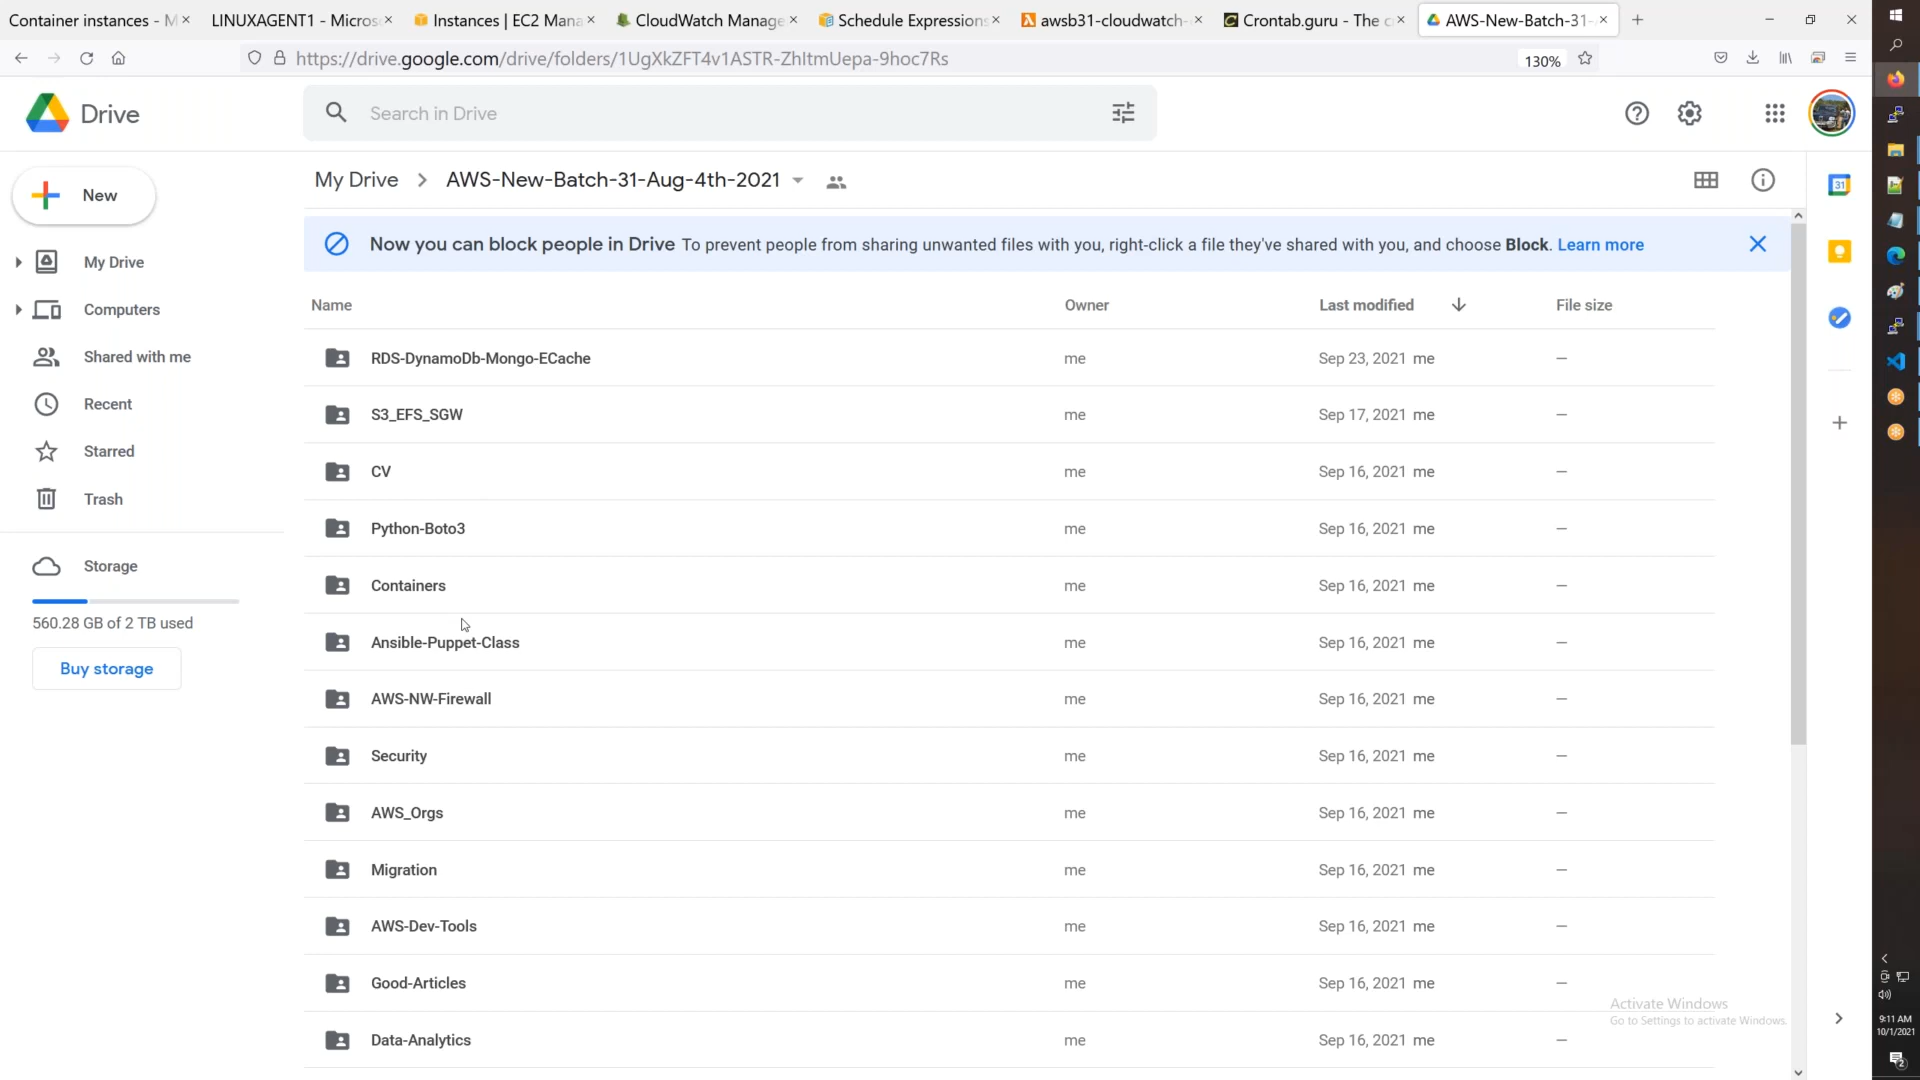 Container instances - M
LINUXAGENT1 - Micros
Instances | EC2 Mana
CloudWatch Manage
Schedule Expressions
awsb31-cloudwatch-
Crontab.guru - The c
AWS-New-Batch-31-
https://drive.google.com/drive/folders/1UgXkZFT4v1ASTR-ZhItmUepa-9hoc7Rs
130%
Drive
Search in Drive
New
My Drive
Computers
Shared with me
Recent
Starred
Trash
Storage
560.28 GB of 2 TB used
Buy storage
My Drive > AWS-New-Batch-31-Aug-4th-2021
Now you can block people in Drive To prevent people from sharing unwanted files with you, right-click a file they've shared with you, and choose Block. Learn more
Name Owner Last modified File size
RDS-DynamoDb-Mongo-ECache me Sep 23, 2021 me —
S3_EFS_SGW me Sep 17, 2021 me —
CV me Sep 16, 2021 me —
Python-Boto3 me Sep 16, 2021 me —
Containers me Sep 16, 2021 me —
Ansible-Puppet-Class me Sep 16, 2021 me —
AWS-NW-Firewall me Sep 16, 2021 me —
Security me Sep 16, 2021 me —
AWS_Orgs me Sep 16, 2021 me —
Migration me Sep 16, 2021 me —
AWS-Dev-Tools me Sep 16, 2021 me —
Good-Articles me Sep 16, 2021 me —
Data-Analytics me Sep 16, 2021 me —
31
Activate Windows
Go to Settings to activate Windows.
9:11 AM
10/1/2021
2